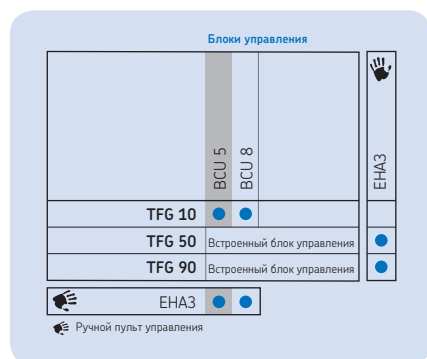 Блоки управления
BCU 5
BCU 8
EHA3
TFG 10
TFG 50 Встроенный блок управления
TFG 90 Встроенный блок управления
EHA3
Ручной пульт управления